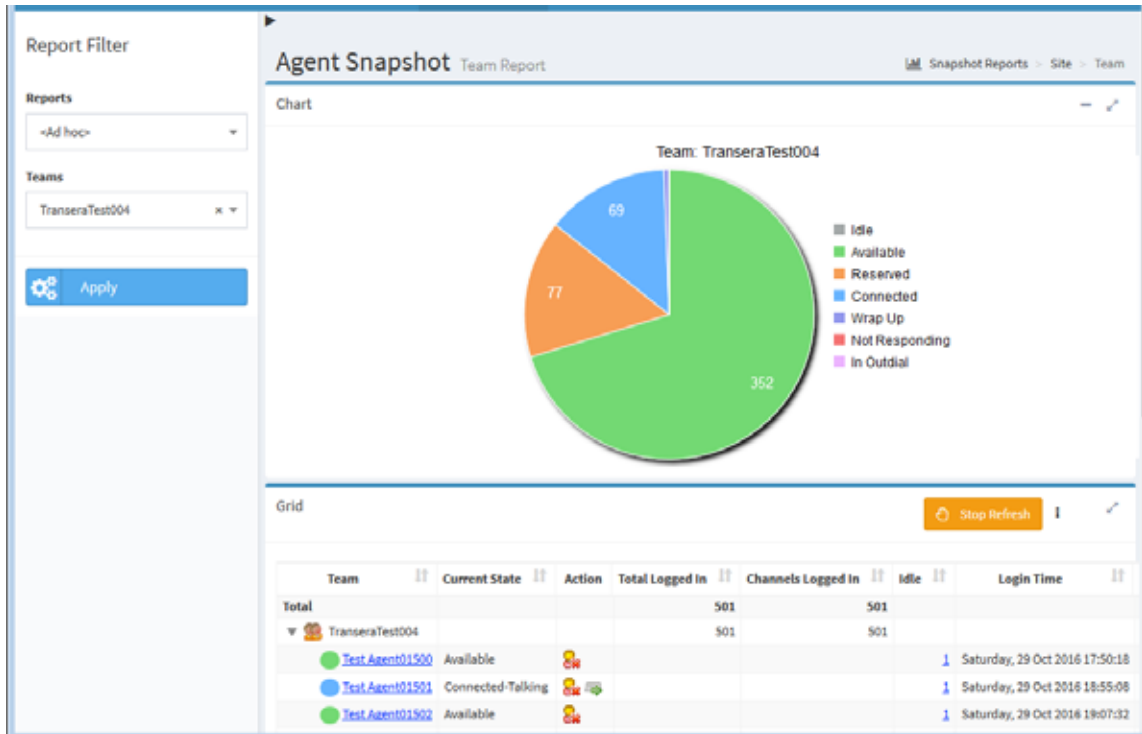 Report Filter
Reports
<Ad hoc>
Teams
TranseraTest004 ×
Apply
Agent Snapshot Team Report
Snapshot Reports > Site > Team
Chart
Team: TranseraTest004
69
77
352
Idle
Available
Reserved
Connected
Wrap Up
Not Responding
In Outdial
Grid
Stop Refresh
Team Current State Action Total Logged In Channels Logged In Idle Login Time
Total 501 501
TranseraTest004 501 501
Test Agent01500 Available 1 Saturday, 29 Oct 2016 17:50:18
Test Agent01501 Connected-Talking 1 Saturday, 29 Oct 2016 18:55:08
Test Agent01502 Available 1 Saturday, 29 Oct 2016 19:07:32